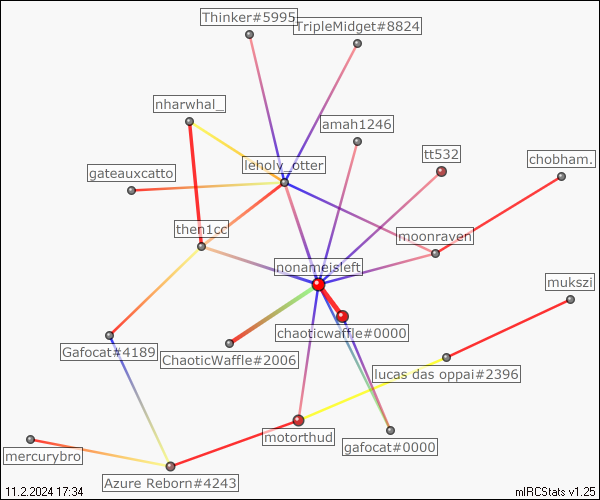 Thinker#5995
TripleMidget#8824
nharwhal_
amah1246
tt532
chobham.
leholy_otter
gateauxcatto
then1cc
moonraven
nonameisleft
mukszi
chaoticwaffle#0000
Gafocat#4189
ChaoticWaffle#2006
lucas das oppai#2396
motorthud
gafocat#0000
mercurybro
Azure Reborn#4243
11.2.2024 17:34
mIRCStats v1.25